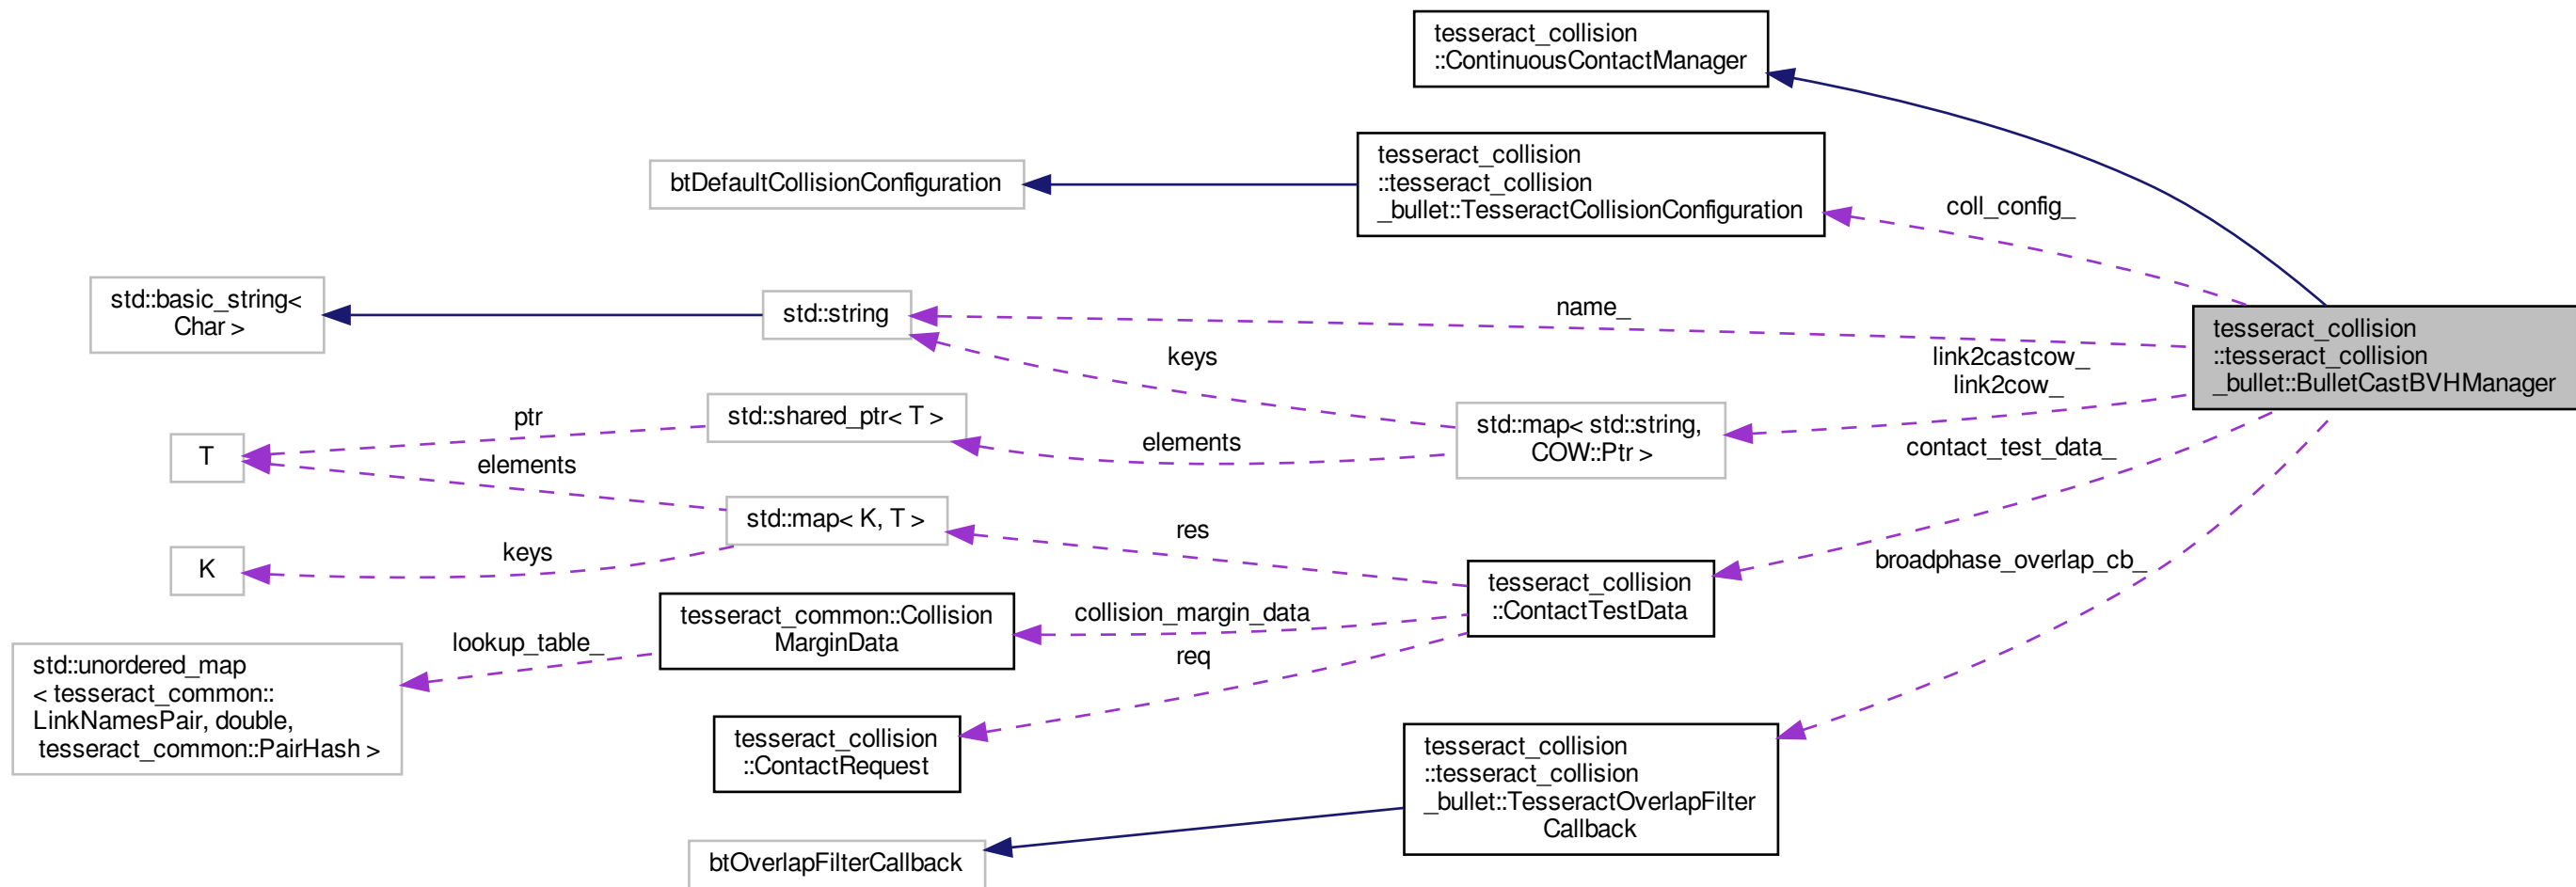 tesseract_collision
::ContinuousContactManager
tesseract_collision
::tesseract_collision
_bullet::TesseractCollisionConfiguration
btDefaultCollisionConfiguration
coll_config_
std::basic_string<
Char >
std::string
name_
keys
tesseract_collision
::tesseract_collision
_bullet::BulletCastBVHManager
link2castcow_
link2cow_
std::shared_ptr< T >
ptr
T
elements
elements
std::map< std::string,
COW::Ptr >
contact_test_data_
std::map< K, T >
res
keys
K
broadphase_overlap_cb_
tesseract_collision
::ContactTestData
tesseract_common::Collision
MarginData
collision_margin_data
req
lookup_table_
std::unordered_map
< tesseract_common::
LinkNamesPair, double,
tesseract_common::PairHash >
tesseract_collision
::ContactRequest
tesseract_collision
::tesseract_collision
_bullet::TesseractOverlapFilter
Callback
btOverlapFilterCallback